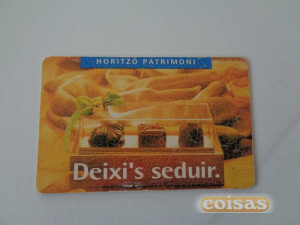 HORITZÓ PATRIMONI
Deixi's seduir.
coisas